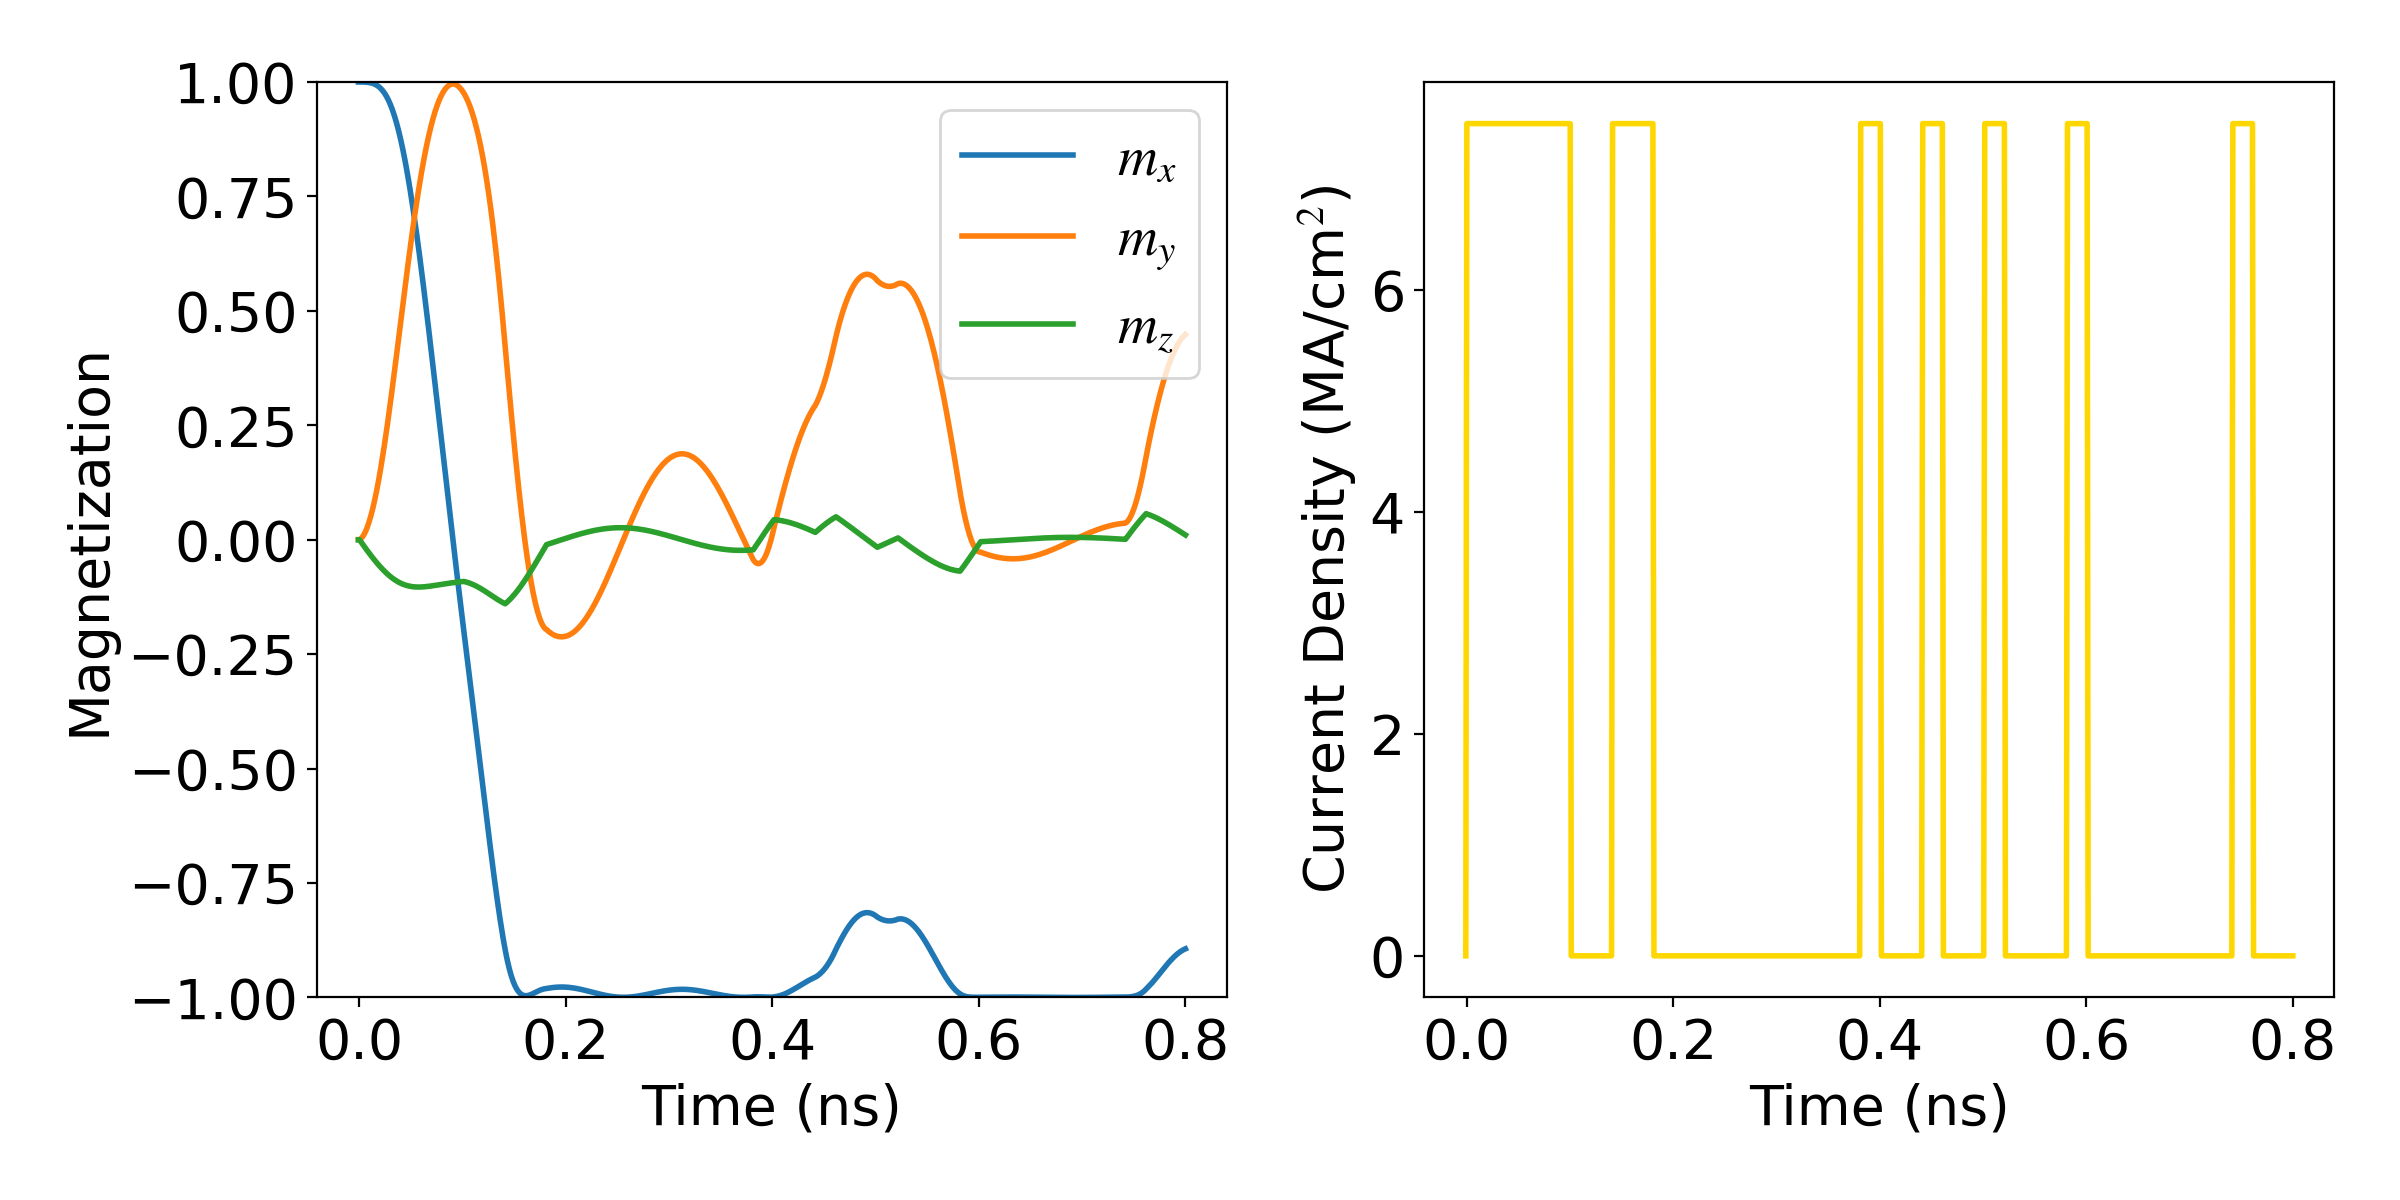 1.00
0.75
0.50
0.25
0.00
−0.25
−0.50
−0.75
−1.00
Magnetization
0.0 0.2 0.4 0.6 0.8
Time (ns)
m_x
m_y
m_z
6
4
2
0
Current Density (MA/cm²)
0.0 0.2 0.4 0.6 0.8
Time (ns)